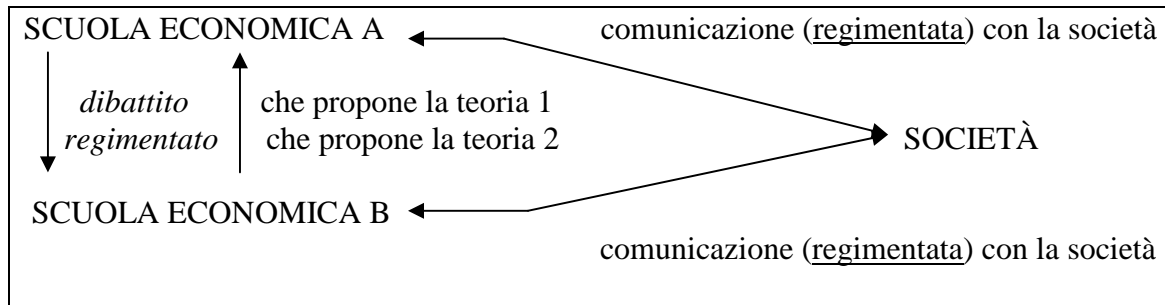 SCUOLA ECONOMICA A
comunicazione (regimentata) con la società
dibattito
che propone la teoria 1
regimentato
che propone la teoria 2
SOCIETÀ
SCUOLA ECONOMICA B
comunicazione (regimentata) con la società